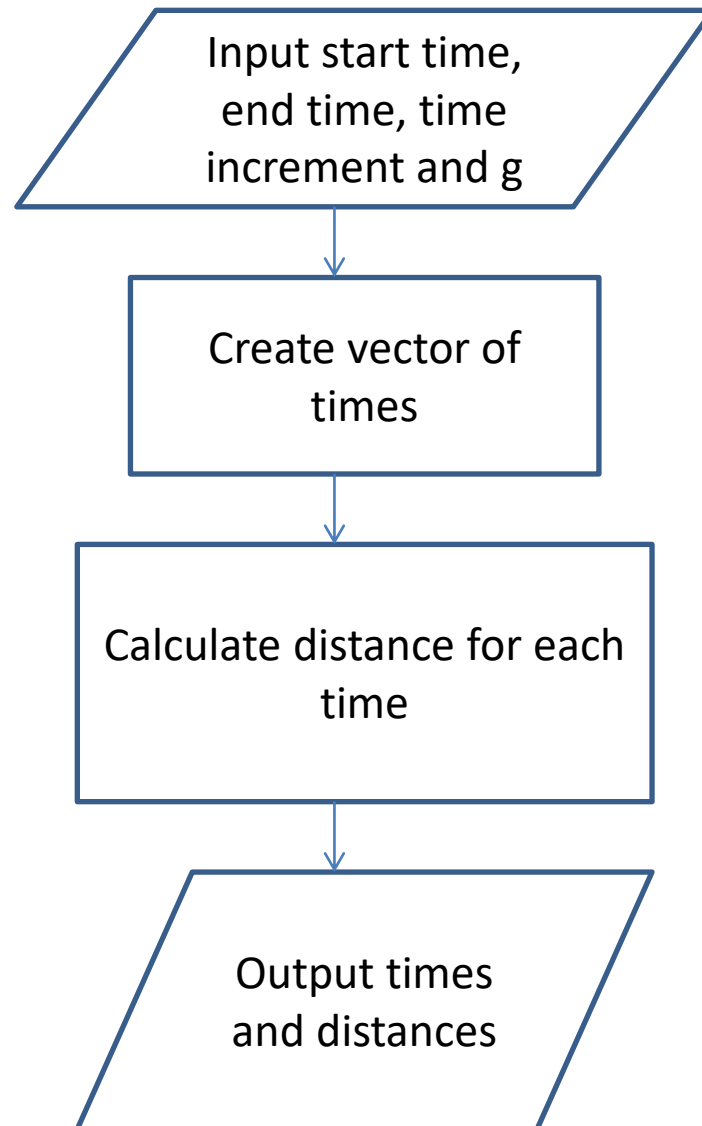 Input start time,
end time, time
increment and g
Create vector of
times
Calculate distance for each
time
Output times
and distances